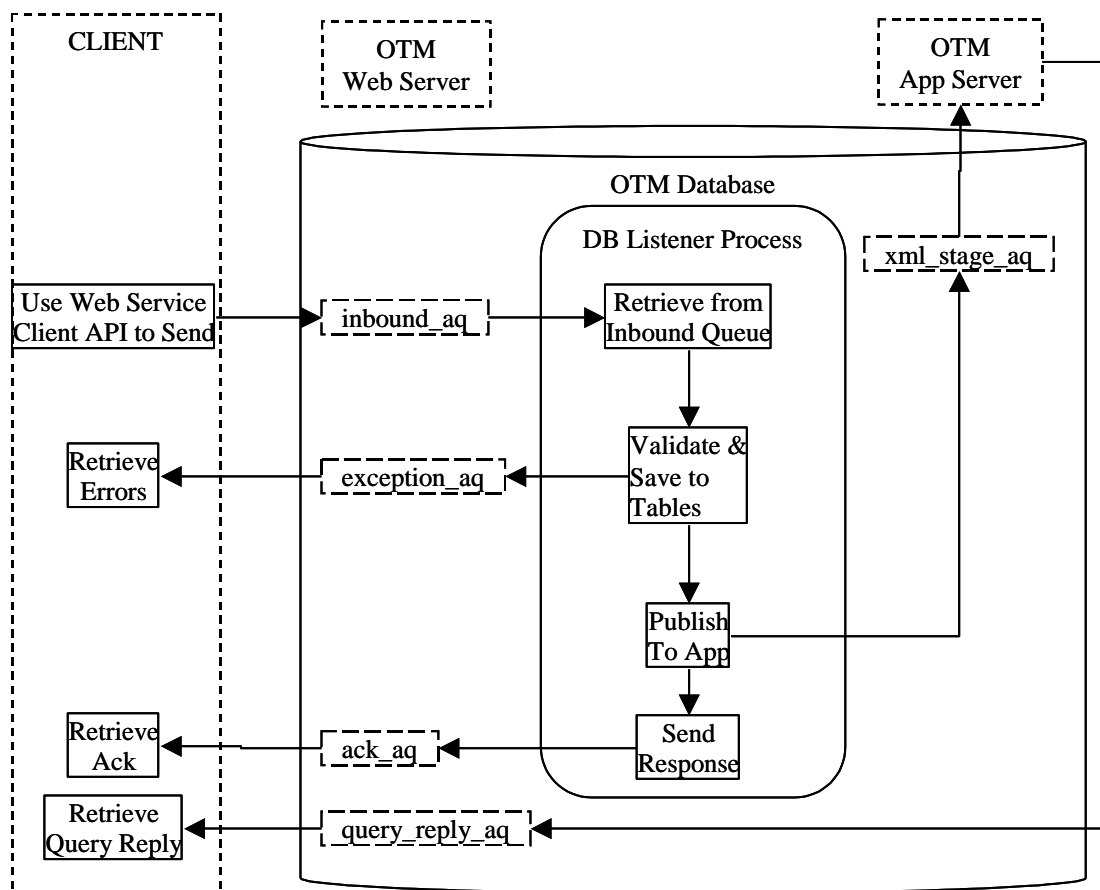 CLIENT
OTM
Web Server
OTM
App Server
OTM Database
DB Listener Process
xml_stage_aq
Use Web Service
Client API to Send
inbound_aq
Retrieve from
Inbound Queue
Retrieve
Errors
exception_aq
Validate &
Save to
Tables
Publish
To App
Retrieve
Ack
ack_aq
Send
Response
Retrieve
Query Reply
query_reply_aq